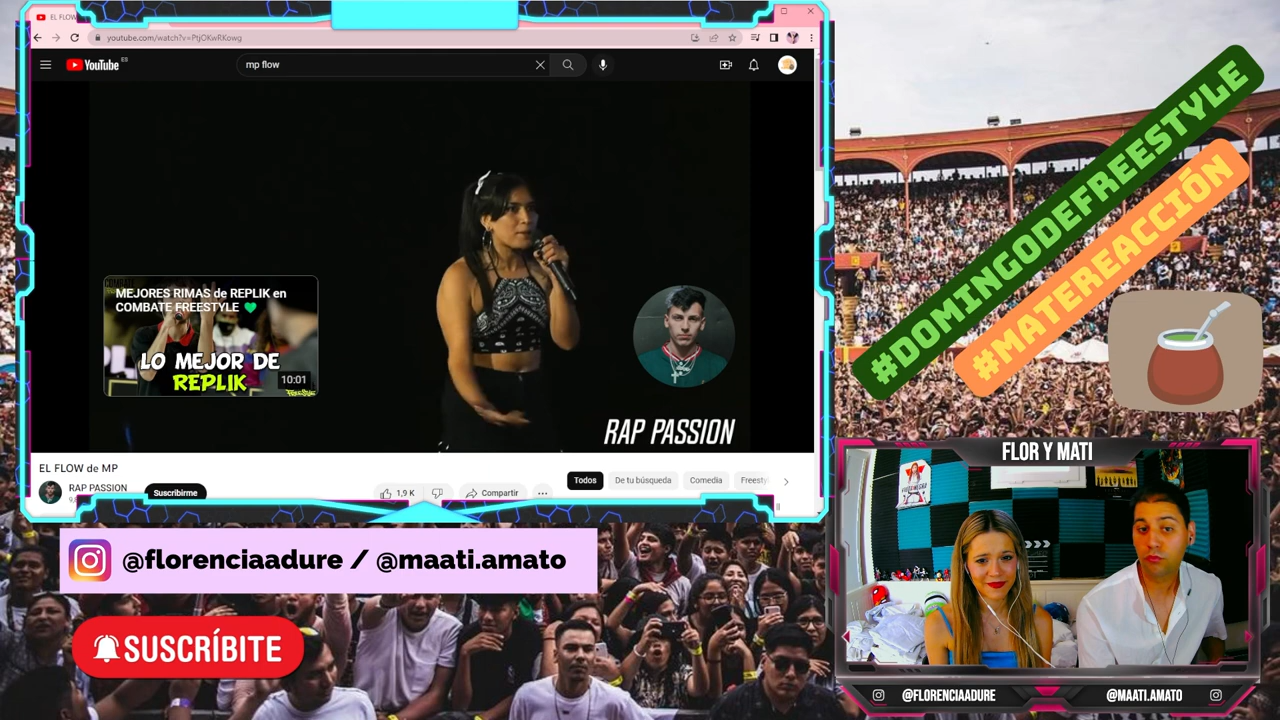 EL FLOW
youtube.com/watch?v=PtjOKwRKowg
YouTube ES
mp flow
MEJORES RIMAS de REPLIK en
COMBATE FREESTYLE 💚
LO MEJOR DE
REPLIK
10:01
RAP PASSION
EL FLOW de MP
RAP PASSION
Suscribirme
1,9 K
Compartir
Todos
De tu búsqueda
Comedia
Freesty
#DOMINGODEFREESTYLE
#MATEREACCIÓN
@florenciaadure / @maati.amato
SUSCRÍBITE
FLOR Y MATI
@FLORENCIAADURE
@MAATI.AMATO